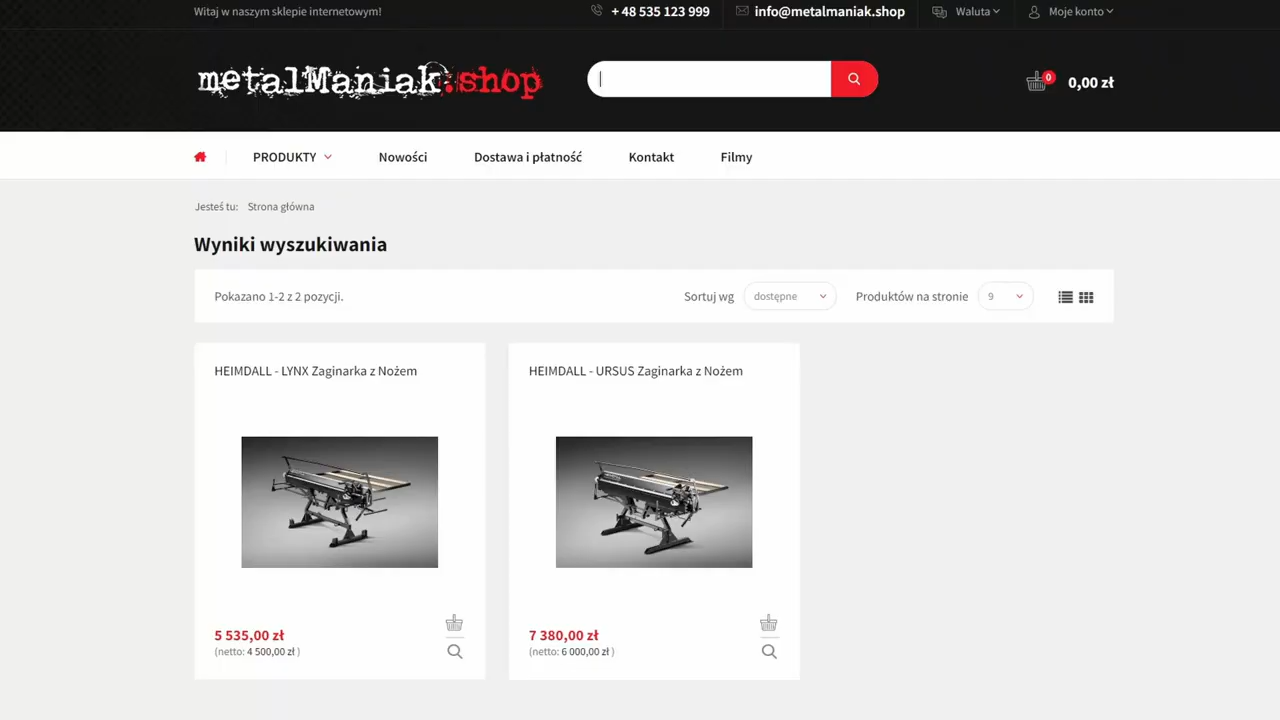 Witaj w naszym sklepie internetowym!
+ 48 535 123 999
info@metalmaniak.shop
Waluta
Moje konto
metalManiak.shop
0
0,00 zł
PRODUKTY
Nowości
Dostawa i płatność
Kontakt
Filmy
Jesteś tu: Strona główna
Wyniki wyszukiwania
Pokazano 1-2 z 2 pozycji.
Sortuj wg
dostępne
Produktów na stronie
9
HEIMDALL - LYNX Zaginarka z Nożem
5 535,00 zł
(netto: 4 500,00 zł )
HEIMDALL - URSUS Zaginarka z Nożem
7 380,00 zł
(netto: 6 000,00 zł )